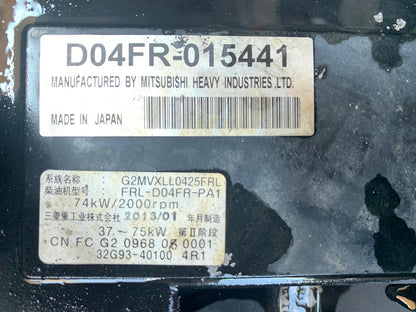 D04FR-015441
MANUFACTURED BY MITSUBISHI HEAVY INDUSTRIES, LTD.
MADE IN JAPAN
系族名称: G2MVXLL0425FRL
柴油机型号: FRL-D04FR-PA1
74kW/2000rpm
三菱重工业株式会社 2013/01 年月制造
37～75kW 第Ⅱ阶段
CN FC G2 0968 06 0001
32G93-40100 4R1